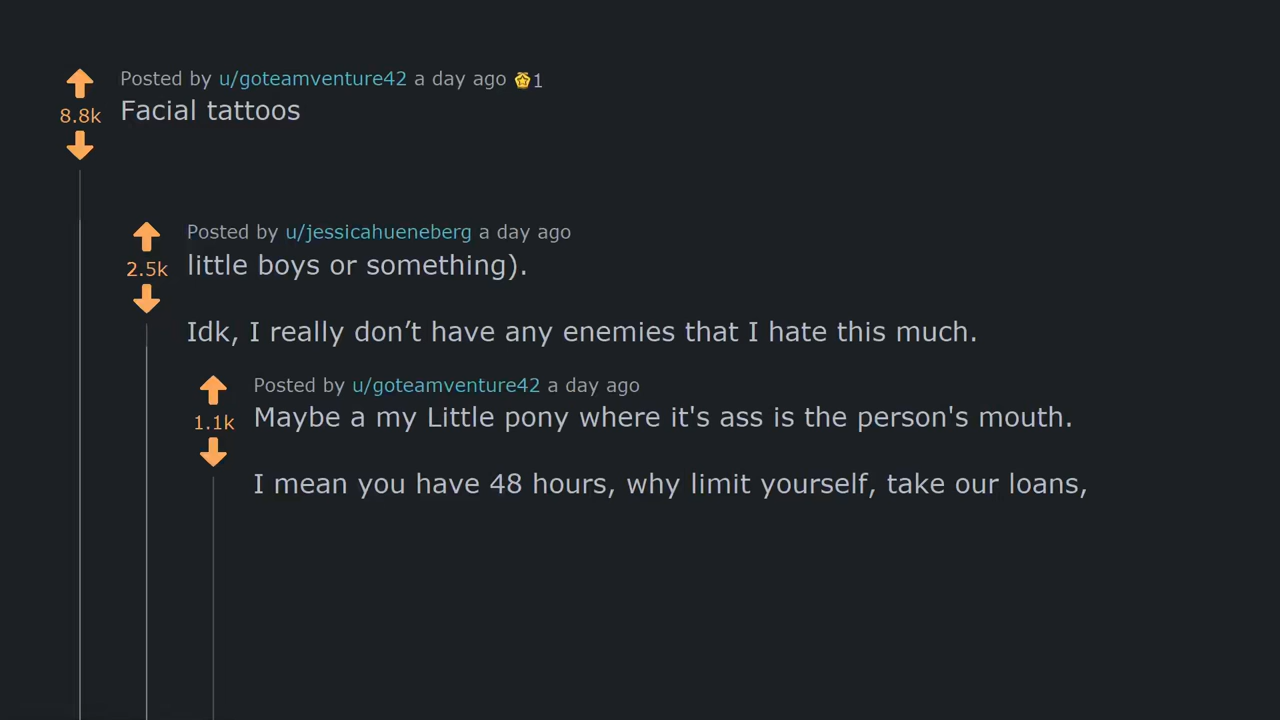 Posted by u/goteamventure42 a day ago 1
8.8k
Facial tattoos
Posted by u/jessicahueneberg a day ago
2.5k
little boys or something).
Idk, I really don’t have any enemies that I hate this much.
Posted by u/goteamventure42 a day ago
1.1k
Maybe a my Little pony where it's ass is the person's mouth.
I mean you have 48 hours, why limit yourself, take our loans,